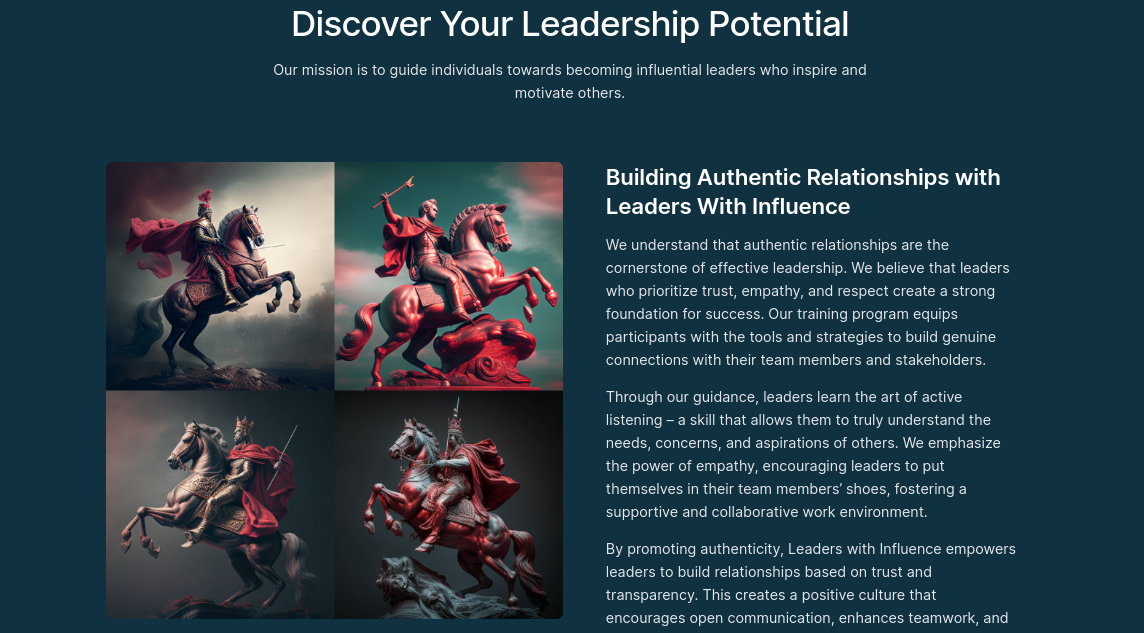 Discover Your Leadership Potential
Our mission is to guide individuals towards becoming influential leaders who inspire and
motivate others.
Building Authentic Relationships with
Leaders With Influence
We understand that authentic relationships are the
cornerstone of effective leadership. We believe that leaders
who prioritize trust, empathy, and respect create a strong
foundation for success. Our training program equips
participants with the tools and strategies to build genuine
connections with their team members and stakeholders.
Through our guidance, leaders learn the art of active
listening – a skill that allows them to truly understand the
needs, concerns, and aspirations of others. We emphasize
the power of empathy, encouraging leaders to put
themselves in their team members’ shoes, fostering a
supportive and collaborative work environment.
By promoting authenticity, Leaders with Influence empowers
leaders to build relationships based on trust and
transparency. This creates a positive culture that
encourages open communication, enhances teamwork, and